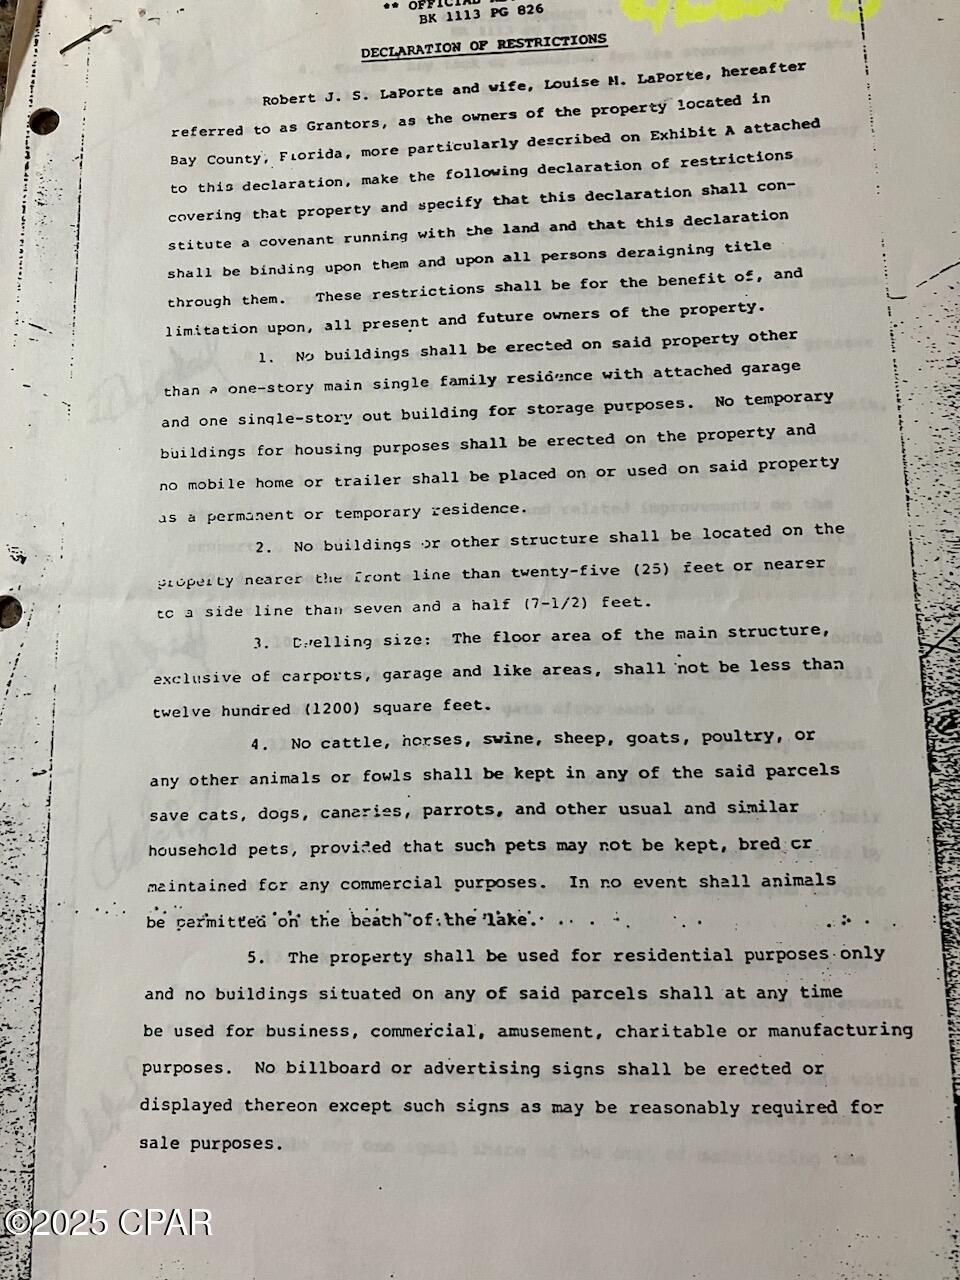 ** OFFICIAL
BK 1113 PG 826
DECLARATION OF RESTRICTIONS
Robert J. S. LaPorte and wife, Louise M. LaPorte, hereafter
referred to as Grantors, as the owners of the property located in
Bay County, Florida, more particularly described on Exhibit A attached
to this declaration, make the following declaration of restrictions
covering that property and specify that this declaration shall con-
stitute a covenant running with the land and that this declaration
shall be binding upon them and upon all persons deraigning title
through them. These restrictions shall be for the benefit of, and
limitation upon, all present and future owners of the property.
1. No buildings shall be erected on said property other
than a one-story main single family residence with attached garage
and one single-story out building for storage purposes. No temporary
buildings for housing purposes shall be erected on the property and
no mobile home or trailer shall be placed on or used on said property
as a permanent or temporary residence.
2. No buildings or other structure shall be located on the
property nearer the front line than twenty-five (25) feet or nearer
to a side line than seven and a half (7-1/2) feet.
3. Dwelling size: The floor area of the main structure,
exclusive of carports, garage and like areas, shall not be less than
twelve hundred (1200) square feet.
4. No cattle, horses, swine, sheep, goats, poultry, or
any other animals or fowls shall be kept in any of the said parcels
save cats, dogs, canaries, parrots, and other usual and similar
household pets, provided that such pets may not be kept, bred or
maintained for any commercial purposes. In no event shall animals
be permitted on the beach of the lake.
5. The property shall be used for residential purposes only
and no buildings situated on any of said parcels shall at any time
be used for business, commercial, amusement, charitable or manufacturing
purposes. No billboard or advertising signs shall be erected or
displayed thereon except such signs as may be reasonably required for
sale purposes.
©2025 CPAR